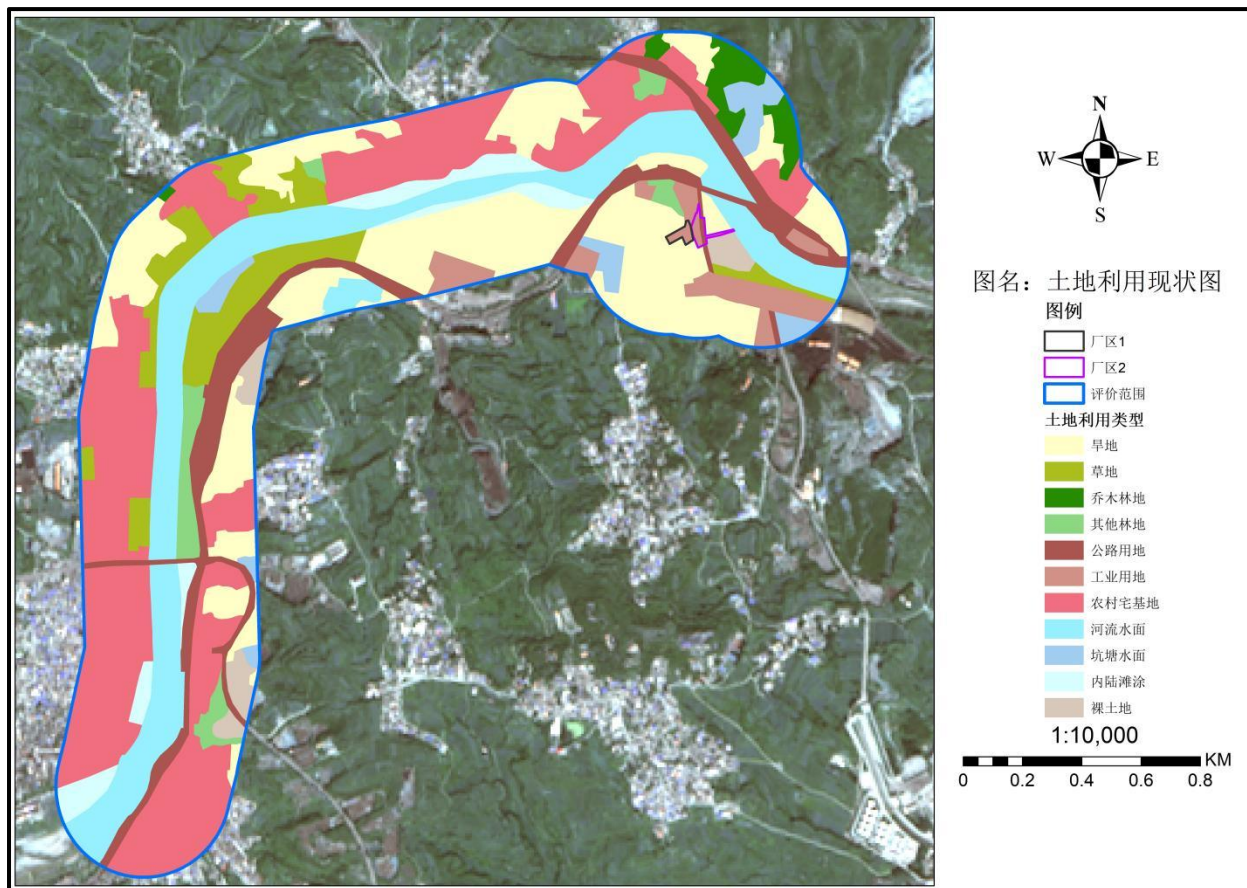 N
W
E
S
图名：土地利用现状图
图例
厂区1
厂区2
评价范围
土地利用类型
旱地
草地
乔木林地
其他林地
公路用地
工业用地
农村宅基地
河流水面
坑塘水面
内陆滩涂
裸土地
1:10,000
KM
0 0.2 0.4 0.6 0.8